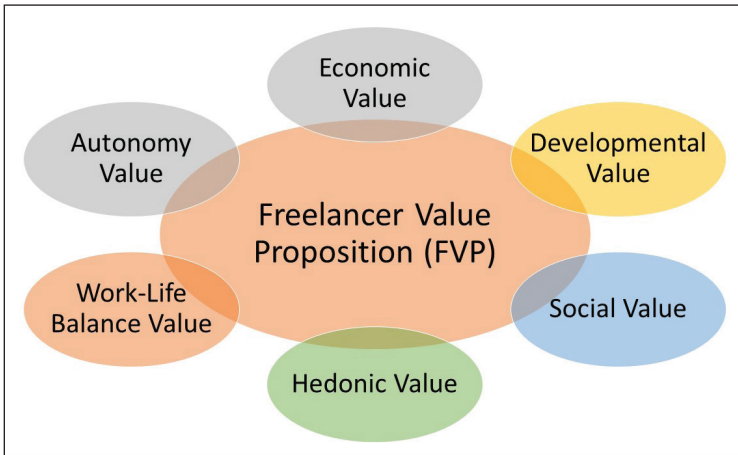 Economic
Value
Autonomy
Value
Developmental
Value
Freelancer Value
Proposition (FVP)
Work-Life
Balance Value
Social Value
Hedonic Value